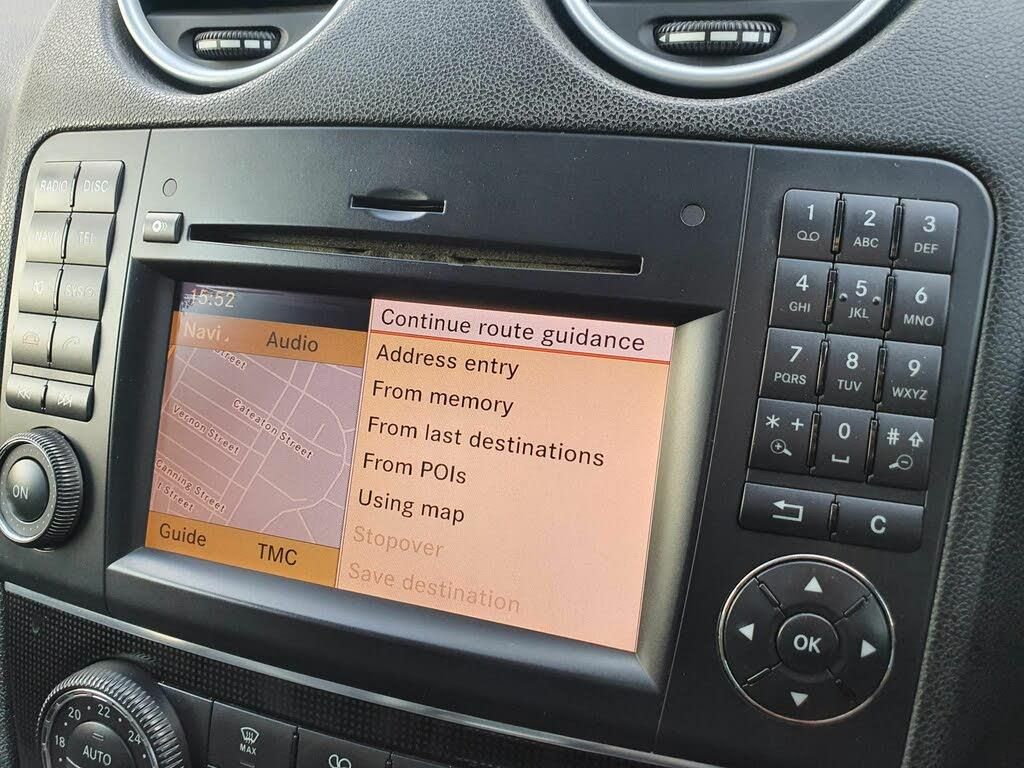 RADIO DISC
NAVI TEL
SYS
ON
15:52
Navi Audio
Street
Cateaton Street
Vernon Street
Canning Street
Street
Guide TMC
Continue route guidance
Address entry
From memory
From last destinations
From POIs
Using map
Stopover
Save destination
1 2 3
ABC DEF
4 5 6
GHI JKL MNO
7 8 9
PQRS TUV WXYZ
* + 0 #
C
OK
18 20 22 24
AUTO
MAX